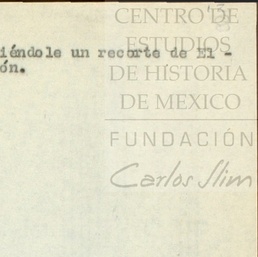 CENTRO DE
ESTUDIOS
DE HISTORIA
DE MEXICO
FUNDACIÓN
Carlos Slim
iéndole un recorte de El -
ón.